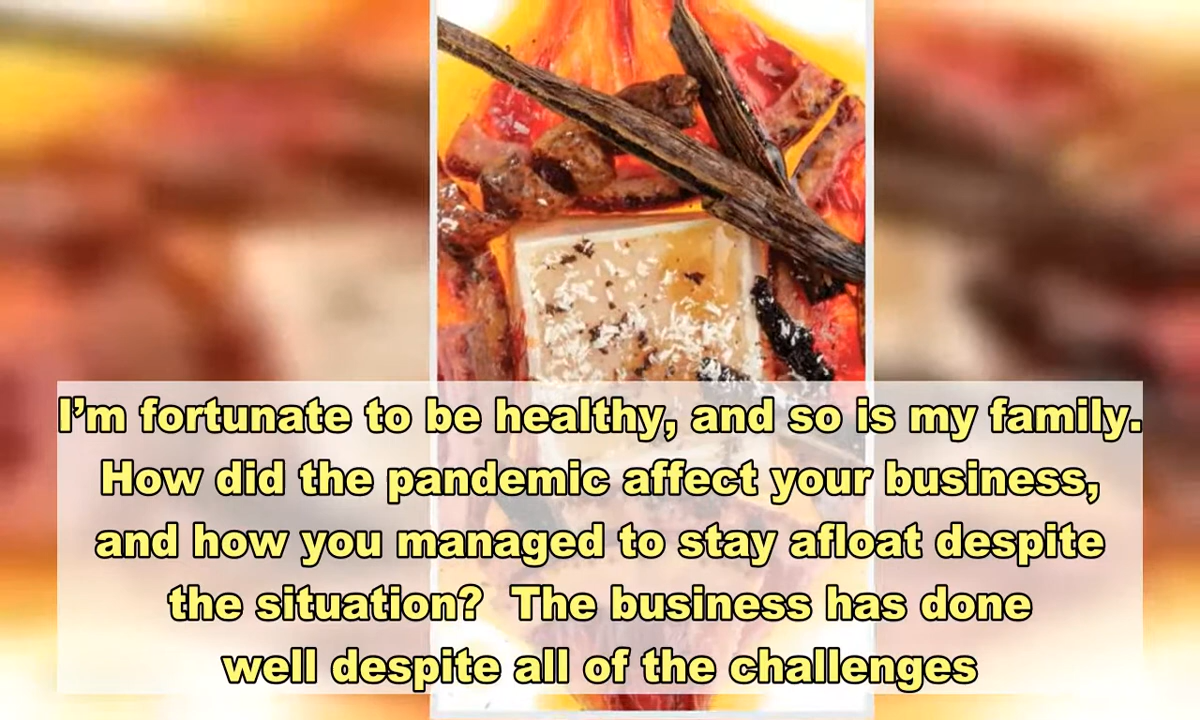 I’m fortunate to be healthy, and so is my family.
How did the pandemic affect your business,
and how you managed to stay afloat despite
the situation?  The business has done
well despite all of the challenges